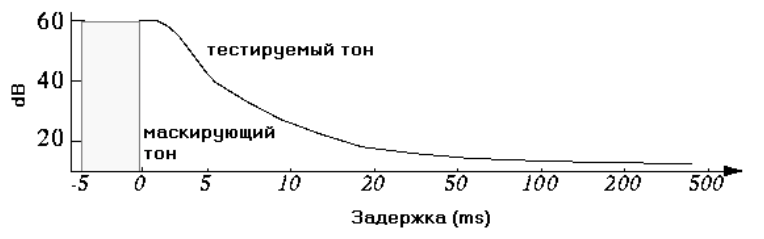 60
тестируемый тон
40
dB
маскирующий
20
тон
-5 0 5 10 20 50 100 200 500
Задержка (ms)